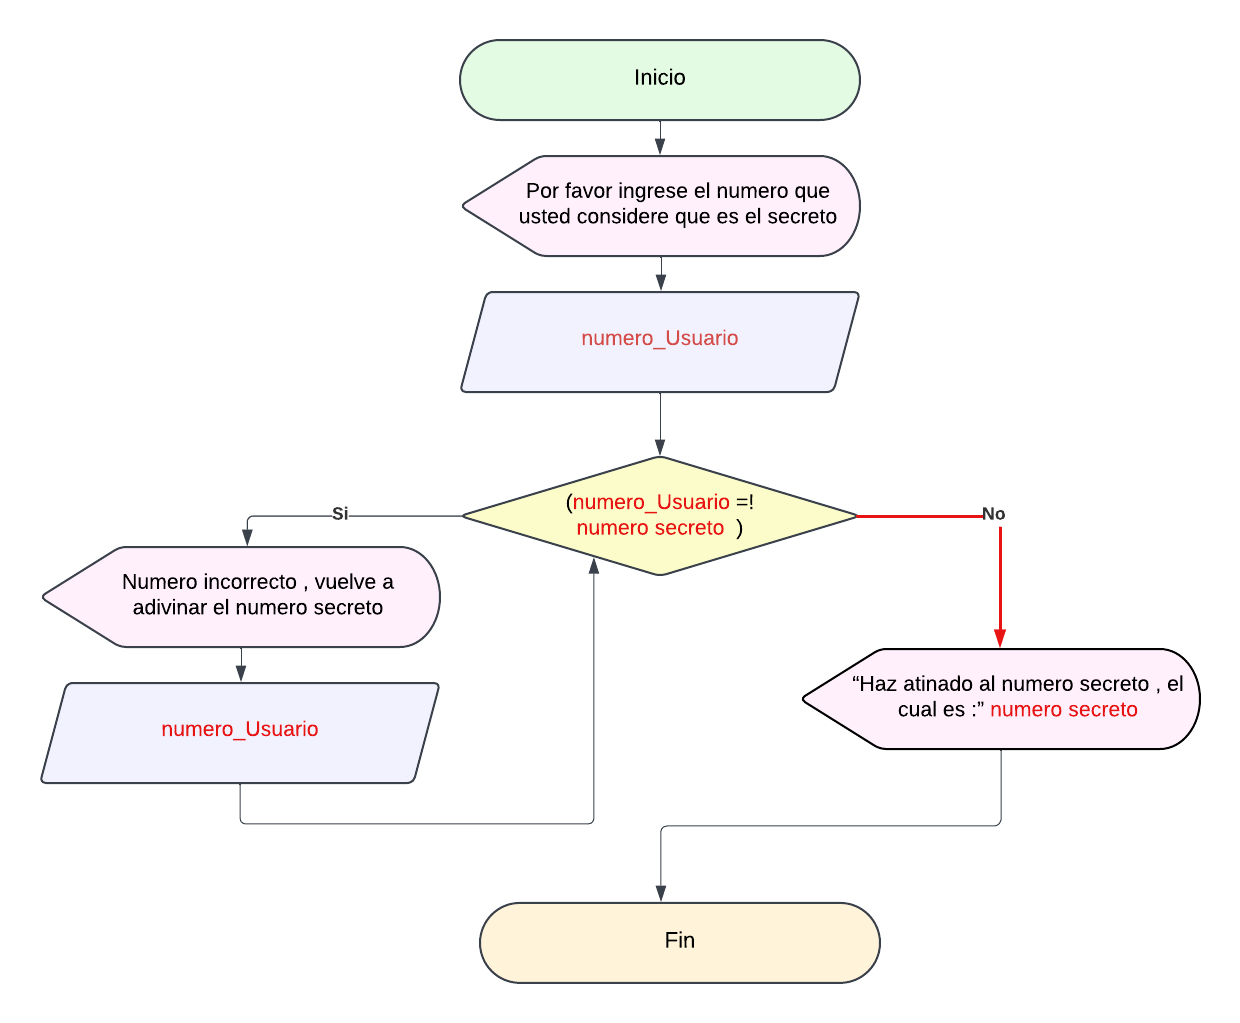 Inicio
Por favor ingrese el numero que
usted considere que es el secreto
numero_Usuario
(numero_Usuario =!
numero secreto )
Si
No
Numero incorrecto , vuelve a
adivinar el numero secreto
numero_Usuario
“Haz atinado al numero secreto , el
cual es :” numero secreto
Fin